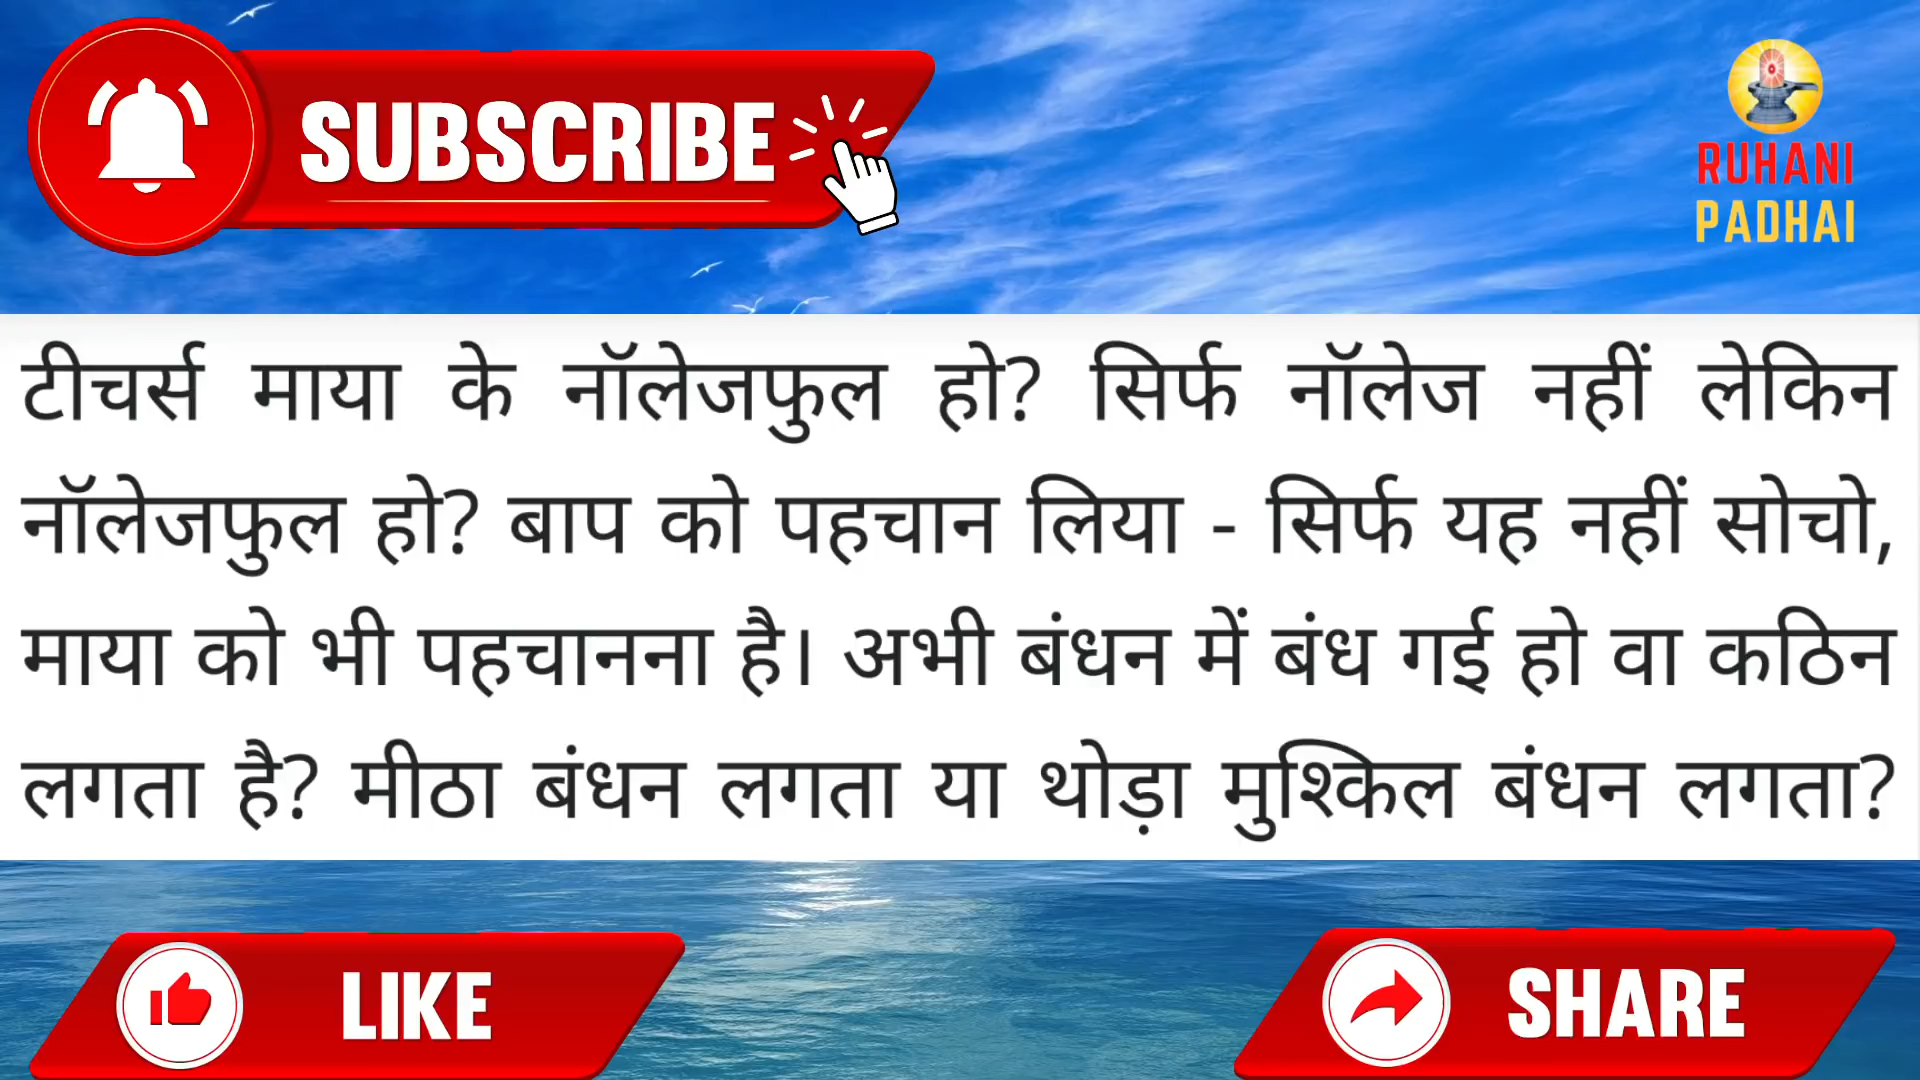 SUBSCRIBE
RUHANI
PADHAI
टीचर्स माया के नॉलेजफुल हो? सिर्फ नॉलेज नहीं लेकिन
नॉलेजफुल हो? बाप को पहचान लिया - सिर्फ यह नहीं सोचो,
माया को भी पहचानना है। अभी बंधन में बंध गई हो वा कठिन
लगता है? मीठा बंधन लगता या थोड़ा मुश्किल बंधन लगता?
LIKE
SHARE